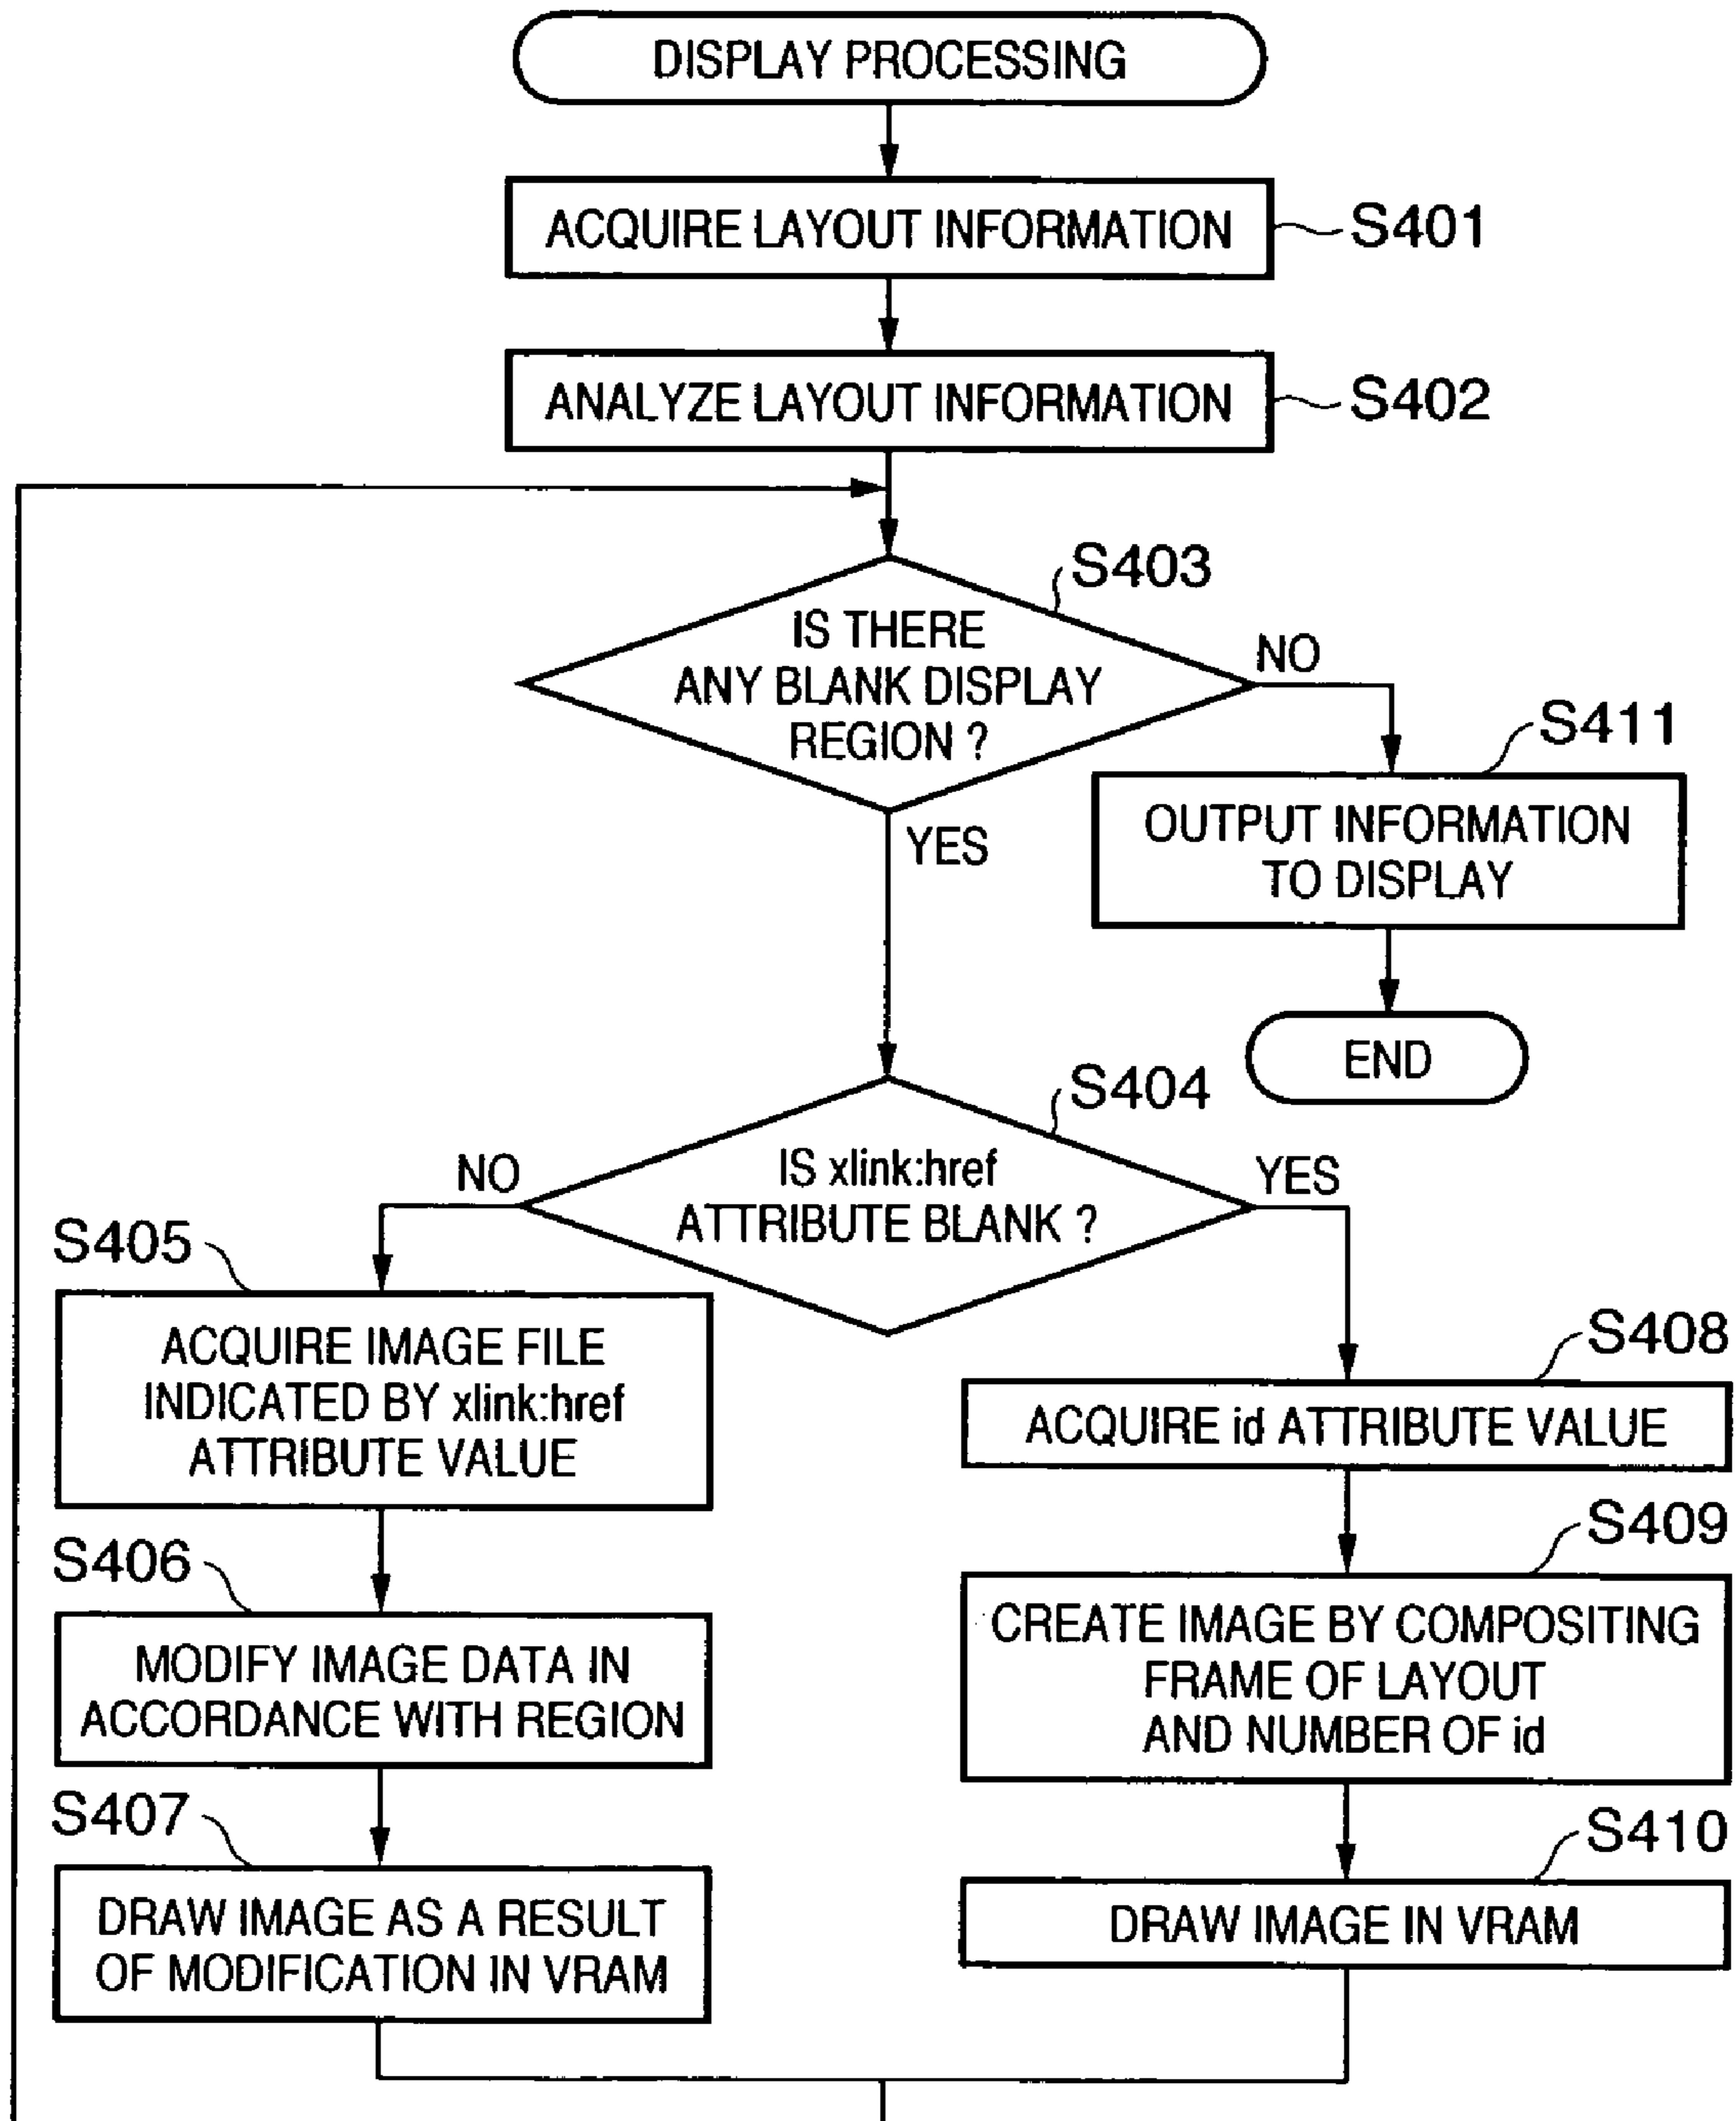 DISPLAY PROCESSING
ACQUIRE LAYOUT INFORMATION
S401
ANALYZE LAYOUT INFORMATION
S402
S403
IS THERE
ANY BLANK DISPLAY
REGION ?
NO
YES
S411
OUTPUT INFORMATION
TO DISPLAY
END
S404
IS xlink:href
ATTRIBUTE BLANK ?
NO
YES
S405
ACQUIRE IMAGE FILE
INDICATED BY xlink:href
ATTRIBUTE VALUE
S406
MODIFY IMAGE DATA IN
ACCORDANCE WITH REGION
S407
DRAW IMAGE AS A RESULT
OF MODIFICATION IN VRAM
S408
ACQUIRE id ATTRIBUTE VALUE
S409
CREATE IMAGE BY COMPOSITING
FRAME OF LAYOUT
AND NUMBER OF id
S410
DRAW IMAGE IN VRAM